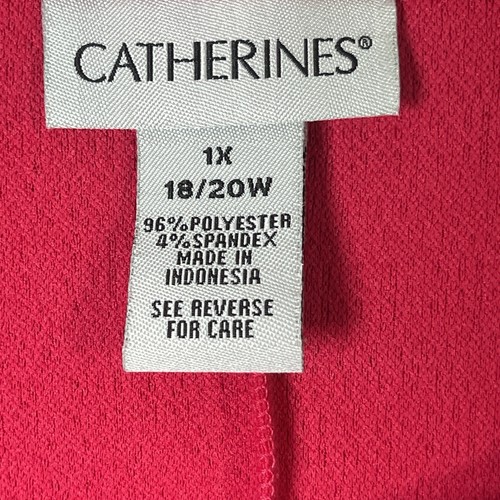 CATHERINES®
1X
18/20W
96%POLYESTER
4%SPANDEX
MADE IN
INDONESIA
SEE REVERSE
FOR CARE